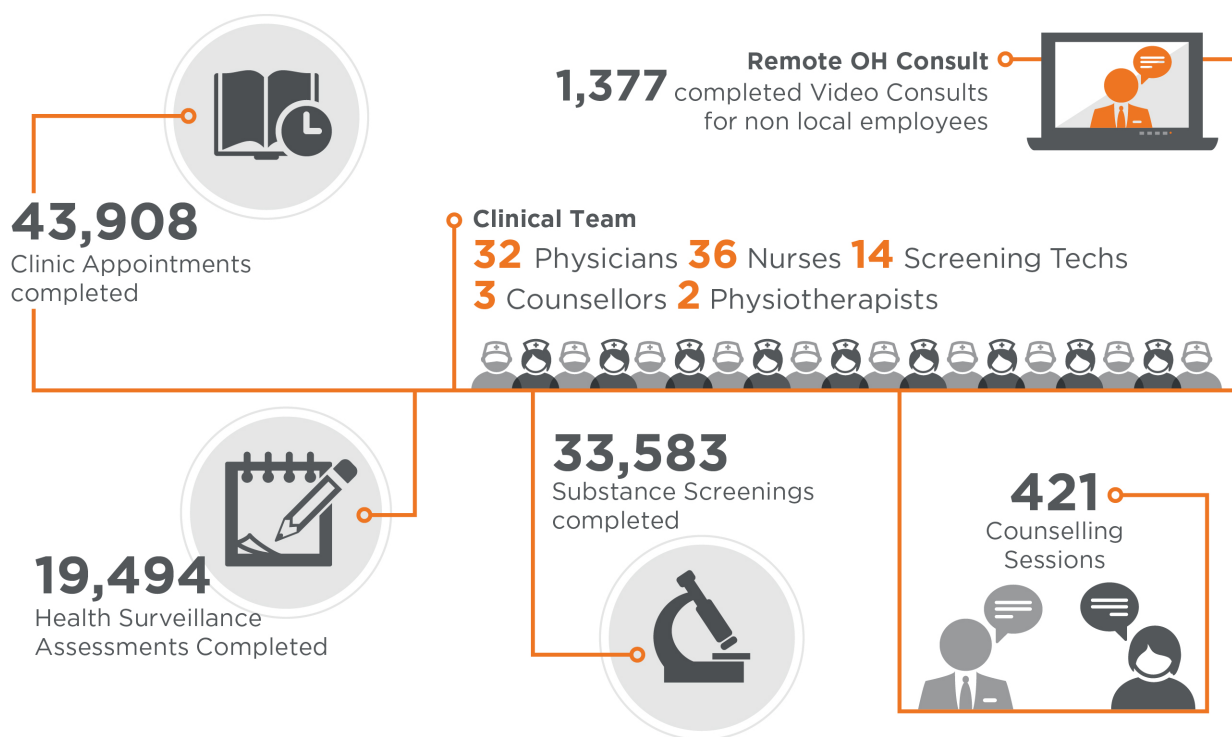 Remote OH Consult
1,377 completed Video Consults
for non local employees
43,908
Clinic Appointments
completed
Clinical Team
32 Physicians 36 Nurses 14 Screening Techs
3 Counsellors 2 Physiotherapists
19,494
Health Surveillance
Assessments Completed
33,583
Substance Screenings
completed
421
Counselling
Sessions